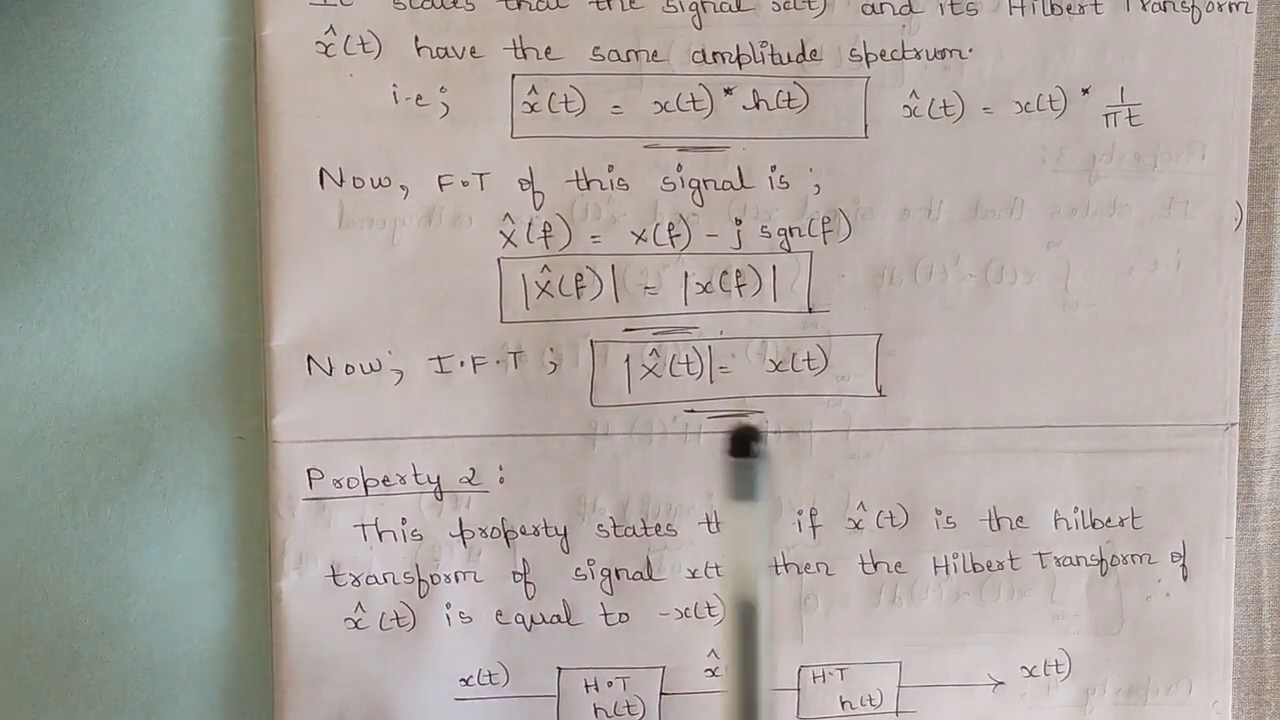 It states that the signal x(t) and its Hilbert Transform
x̂(t) have the same amplitude spectrum.
i.e; x̂(t) = x(t) * h(t) x̂(t) = x(t) * 1/πt
Now, F.T of this signal is;
X̂(f) = x(f) - j sgn(f)
|X̂(f)| = |x(f)|
Now; I.F.T; |X̂(t)| = x(t)
Property 2:
This property states th if x̂(t) is the hilbert
transform of signal x(t then the Hilbert Transform of
x̂(t) is equal to -x(t)
x(t) H.T h(t) x̂ H.T h(t) x(t)